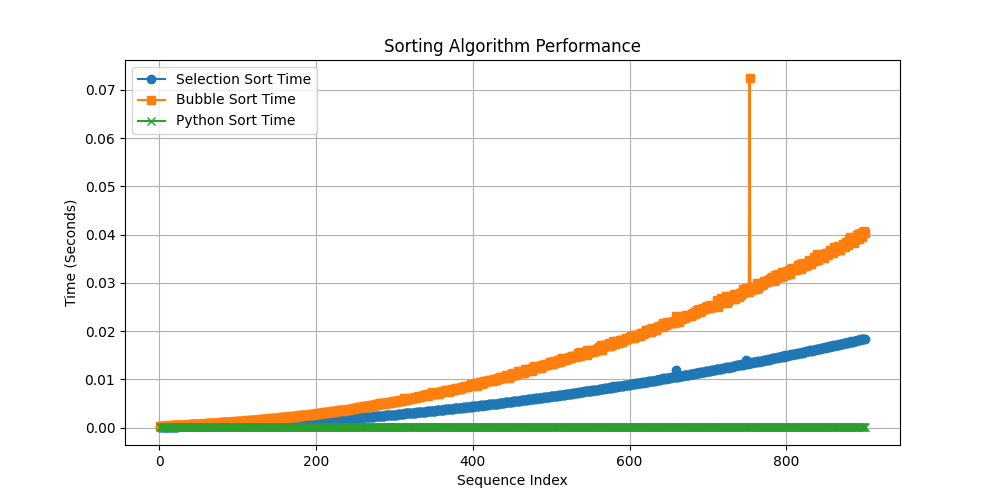 Sorting Algorithm Performance
Selection Sort Time
Bubble Sort Time
Python Sort Time
Time (Seconds)
0.07
0.06
0.05
0.04
0.03
0.02
0.01
0.00
0 200 400 600 800
Sequence Index